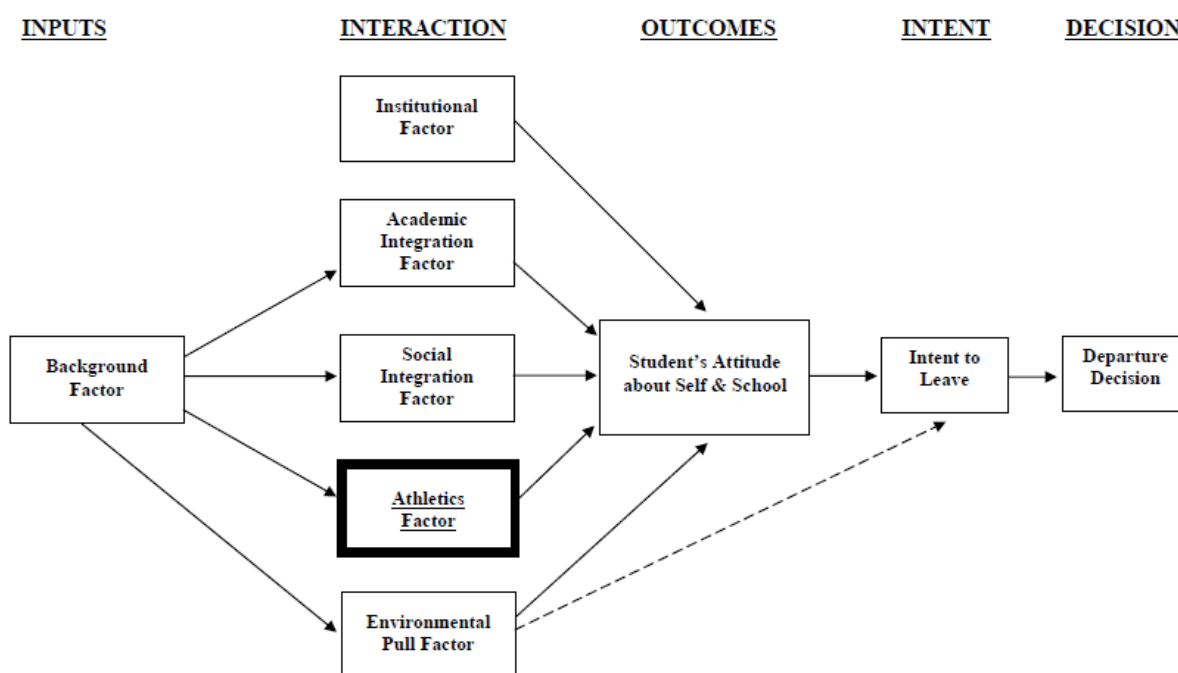 INPUTS
INTERACTION
OUTCOMES
INTENT
DECISION
Institutional
Factor
Academic
Integration
Factor
Background
Factor
Social
Integration
Factor
Student’s Attitude
about Self & School
Intent to
Leave
Departure
Decision
Athletics
Factor
Environmental
Pull Factor